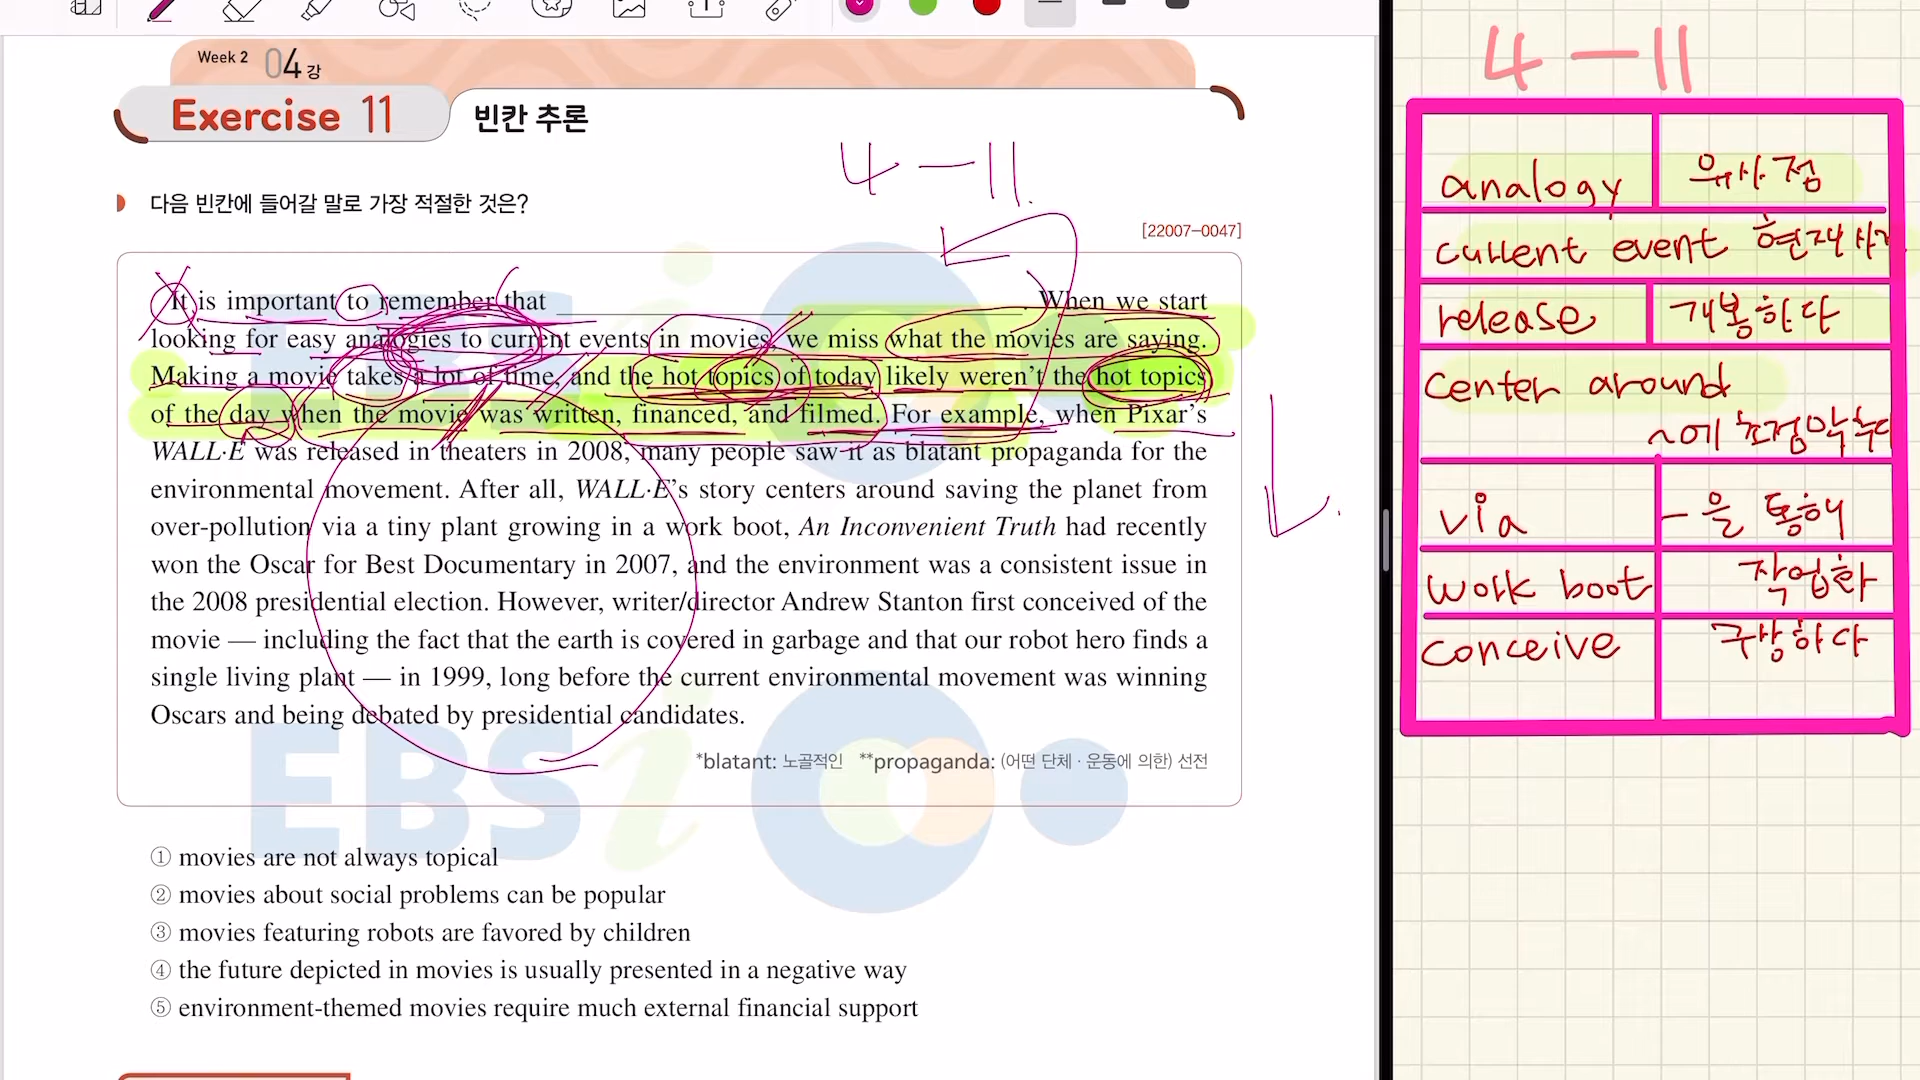 Week 2 04강
Exercise 11 빈칸 추론
4-11.
다음 빈칸에 들어갈 말로 가장 적절한 것은?
[22007-0047]
It is important to remember that ________ When we start
looking for easy analogies to current events in movies, we miss what the movies are saying.
Making a movie takes a lot of time, and the hot topics of today likely weren't the hot topics
of the day when the movie was written, financed, and filmed. For example, when Pixar's
WALL·E was released in theaters in 2008, many people saw it as blatant propaganda for the
environmental movement. After all, WALL·E's story centers around saving the planet from
over-pollution via a tiny plant growing in a work boot, An Inconvenient Truth had recently
won the Oscar for Best Documentary in 2007, and the environment was a consistent issue in
the 2008 presidential election. However, writer/director Andrew Stanton first conceived of the
movie — including the fact that the earth is covered in garbage and that our robot hero finds a
single living plant — in 1999, long before the current environmental movement was winning
Oscars and being debated by presidential candidates.
*blatant: 노골적인 **propaganda: (어떤 단체·운동에 의한) 선전
EBSi
EBSi
① movies are not always topical
② movies about social problems can be popular
③ movies featuring robots are favored by children
④ the future depicted in movies is usually presented in a negative way
⑤ environment-themed movies require much external financial support
4-11
analogy 유사점
current event 현재
release 개봉하다
center around
~에 초점맞추다
via -을 통해
work boot 작업화
conceive 구상하다